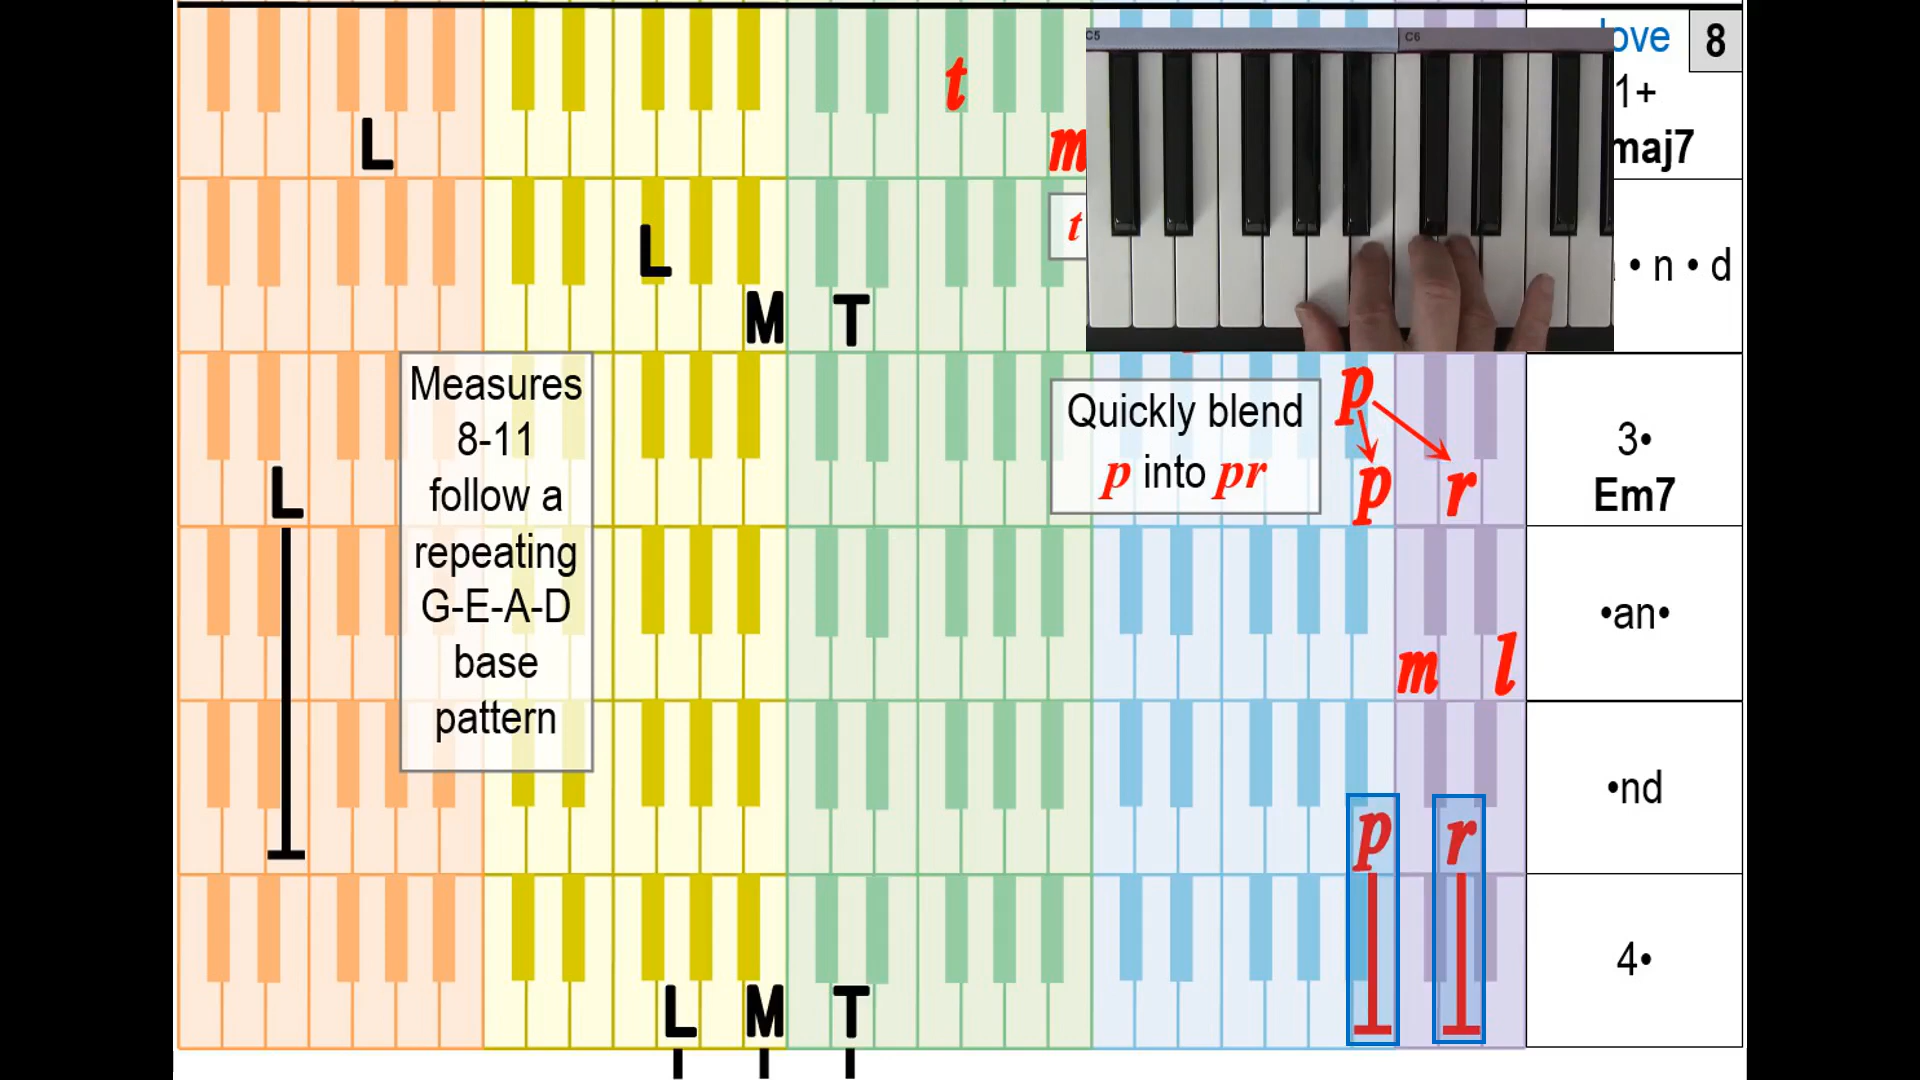 C5
C6
ove
8
t
L
1+
m
maj7
L
t
• n • d
M T
Measures
8-11
follow a
repeating
G-E-A-D
base
pattern
Quickly blend
p into pr
p
p r
3•
Em7
L
•an•
m l
•nd
p r
4•
L M T